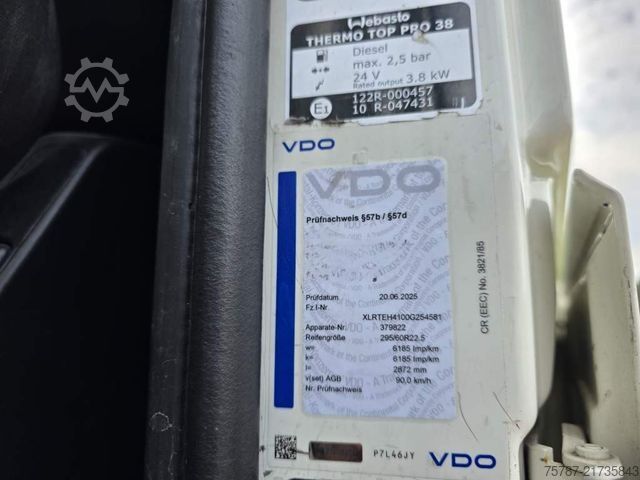 Webasto
THERMO TOP PRO 38
Diesel
max. 2,5 bar
24 V
Rated output 3.8 kW
E1
122R-000457
10 R-047431
VDO
VDO
Prüfnachweis §57b / §57d
Prüfdatum 20.06.2025
Fz.I-Nr. XLRTEH4100G254581
Apparate-Nr. 379822
Reifengröße 295/60R22.5
w= 6185 Imp/km
k= 6185 Imp/km
l= 2872 mm
v(set) AGB 90,0 km/h
Nr. Prüfnachweis
CR (EEC) No. 3821/85
P7L46JY
VDO
75787-21735843